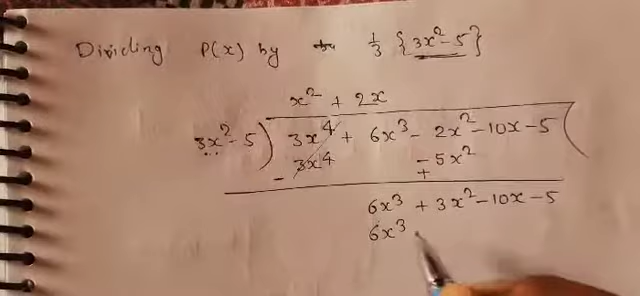 Dividing P(x) by 1/3 {3x²-5}
x² + 2x
3x²-5) 3x⁴ + 6x³ - 2x² - 10x - 5 (
- 3x⁴ - 5x²
+
6x³ + 3x² - 10x - 5
6x³